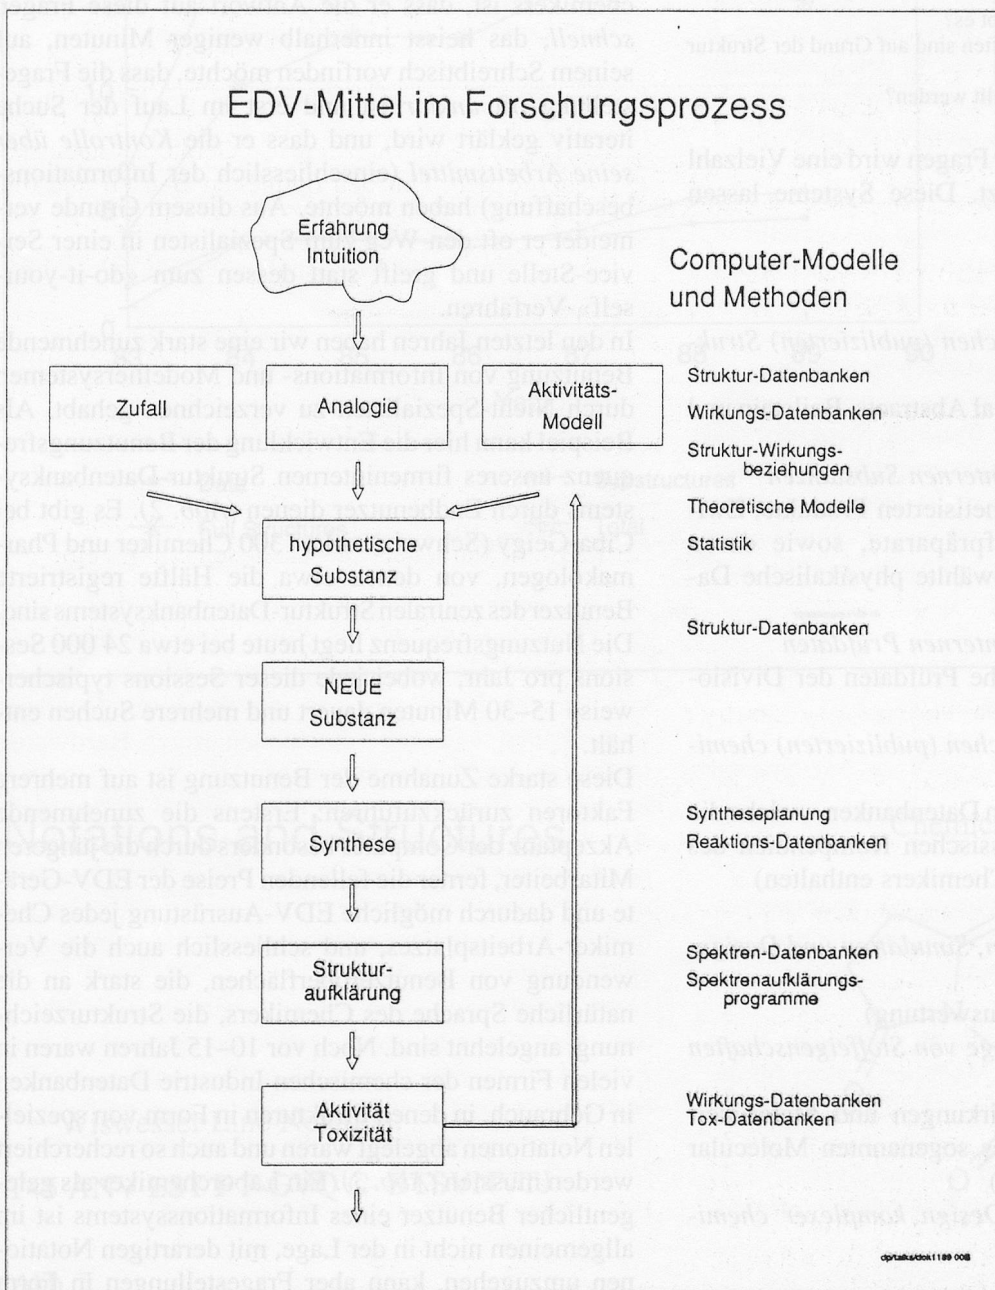 EDV-Mittel im Forschungsprozess
Erfahrung
Intuition
Computer-Modelle
und Methoden
Zufall
Analogie
Aktivitäts-
Modell
Struktur-Datenbanken
Wirkungs-Datenbanken
Struktur-Wirkungs-
beziehungen
Theoretische Modelle
Statistik
hypothetische
Substanz
Struktur-Datenbanken
NEUE
Substanz
Synthese
Syntheseplanung
Reaktions-Datenbanken
Struktur-
aufklärung
Spektren-Datenbanken
Spektrenaufklärungs-
programme
Aktivität
Toxizität
Wirkungs-Datenbanken
Tox-Datenbanken